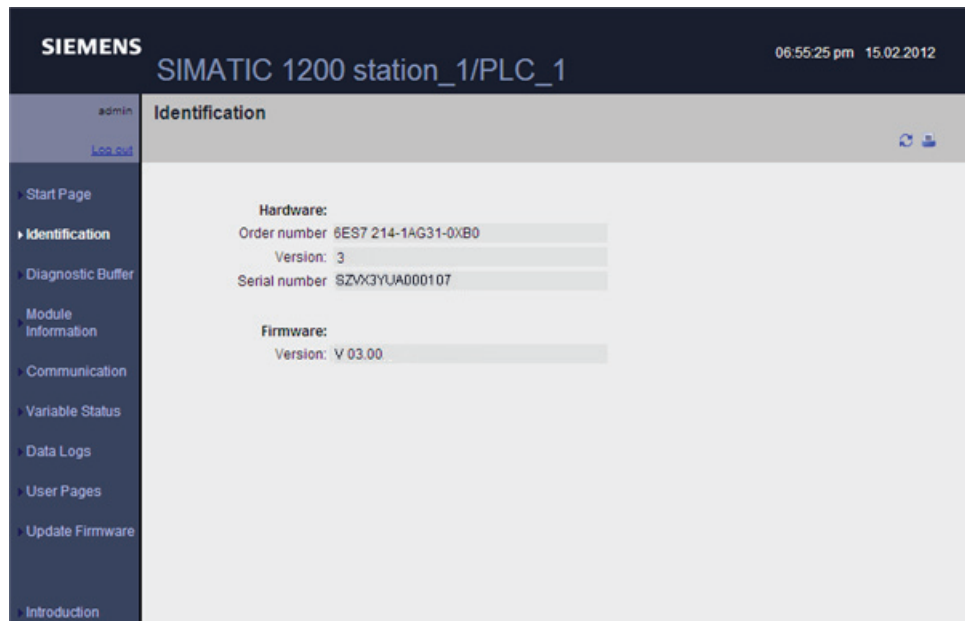 SIEMENS
SIMATIC 1200 station_1/PLC_1
06:55:25 pm 15.02.2012
admin
Log out
Identification
Start Page
Identification
Diagnostic Buffer
Module
Information
Communication
Variable Status
Data Logs
User Pages
Update Firmware
Introduction
Hardware:
Order number 6ES7 214-1AG31-0XB0
Version: 3
Serial number SZVX3YUA000107
Firmware:
Version: V 03.00